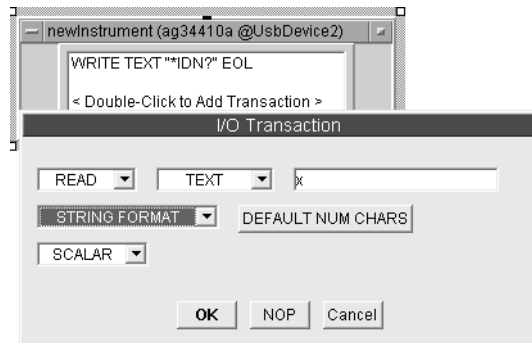 newInstrument (ag34410a @UsbDevice2)
WRITE TEXT "*IDN?" EOL
< Double-Click to Add Transaction >
I/O Transaction
READ TEXT x
STRING FORMAT DEFAULT NUM CHARS
SCALAR
OK NOP Cancel